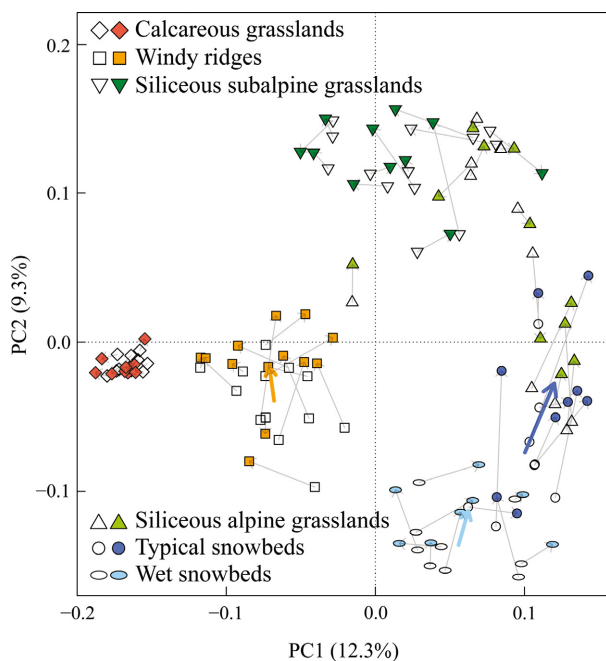 0.2
Calcareous grasslands
Windy ridges
Siliceous subalpine grasslands
0.1
PC2 (9.3%)
0.0
−0.1
Siliceous alpine grasslands
Typical snowbeds
Wet snowbeds
−0.2
−0.1
0.0
0.1
PC1 (12.3%)